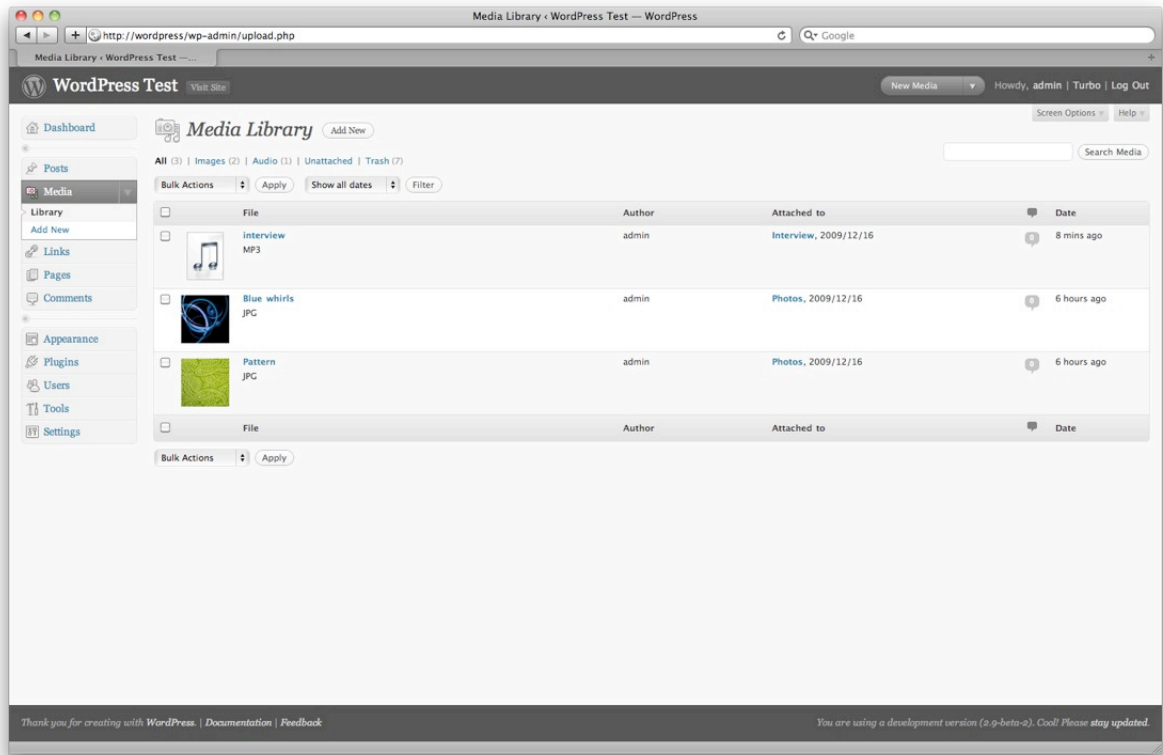 Media Library ‹ WordPress Test — WordPress
http://wordpress/wp-admin/upload.php
Google
Media Library ‹ WordPress Test —...
WordPress Test Visit Site
New Media
Howdy, admin | Turbo | Log Out
Screen Options
Help
Dashboard
Posts
Media
Library
Add New
Links
Pages
Comments
Appearance
Plugins
Users
Tools
Settings
Media Library Add New
All (3) | Images (2) | Audio (1) | Unattached | Trash (7)
Search Media
Bulk Actions Apply Show all dates Filter
File Author Attached to Date
interview admin Interview, 2009/12/16 0 8 mins ago
MP3
Blue whirls admin Photos, 2009/12/16 0 6 hours ago
JPG
Pattern admin Photos, 2009/12/16 0 6 hours ago
JPG
File Author Attached to Date
Bulk Actions Apply
Thank you for creating with WordPress. | Documentation | Feedback
You are using a development version (2.9-beta-2). Cool! Please stay updated.